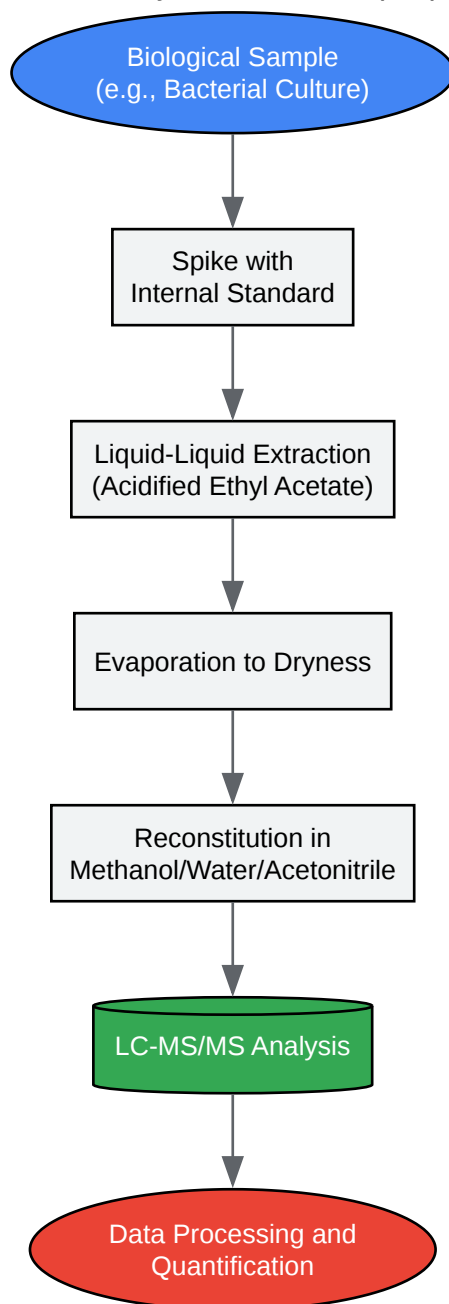 Biological Sample
(e.g., Bacterial Culture)
Spike with
Internal Standard
Liquid-Liquid Extraction
(Acidified Ethyl Acetate)
Evaporation to Dryness
Reconstitution in
Methanol/Water/Acetonitrile
LC-MS/MS Analysis
Data Processing and
Quantification